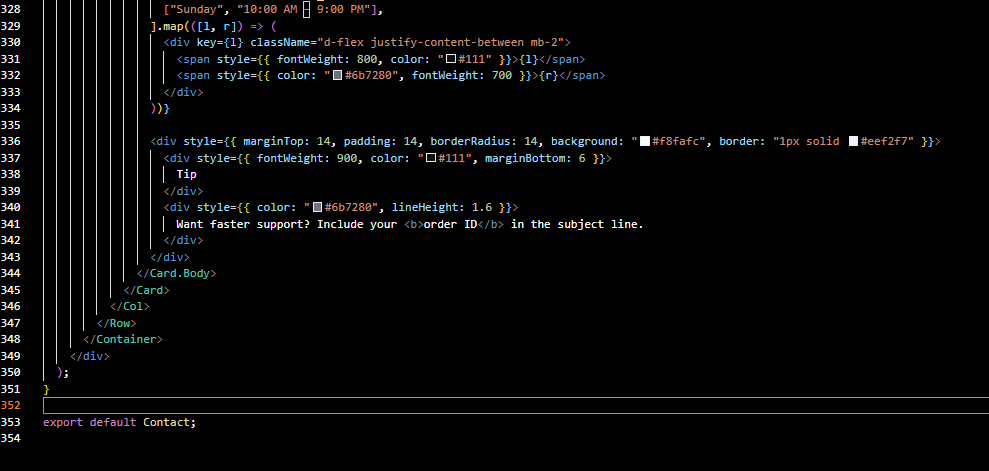 328 ["Sunday", "10:00 AM – 9:00 PM"],
329 ].map(([l, r]) => (
330 <div key={l} className="d-flex justify-content-between mb-2">
331 <span style={{ fontWeight: 800, color: "#111" }}>{l}</span>
332 <span style={{ color: "#6b7280", fontWeight: 700 }}>{r}</span>
333 </div>
334 ))}
335
336 <div style={{ marginTop: 14, padding: 14, borderRadius: 14, background: "#f8fafc", border: "1px solid #eef2f7" }}>
337 <div style={{ fontWeight: 900, color: "#111", marginBottom: 6 }}>
338 Tip
339 </div>
340 <div style={{ color: "#6b7280", lineHeight: 1.6 }}>
341 Want faster support? Include your <b>order ID</b> in the subject line.
342 </div>
343 </div>
344 </Card.Body>
345 </Card>
346 </Col>
347 </Row>
348 </Container>
349 </div>
350 );
351 }
352
353 export default Contact;
354